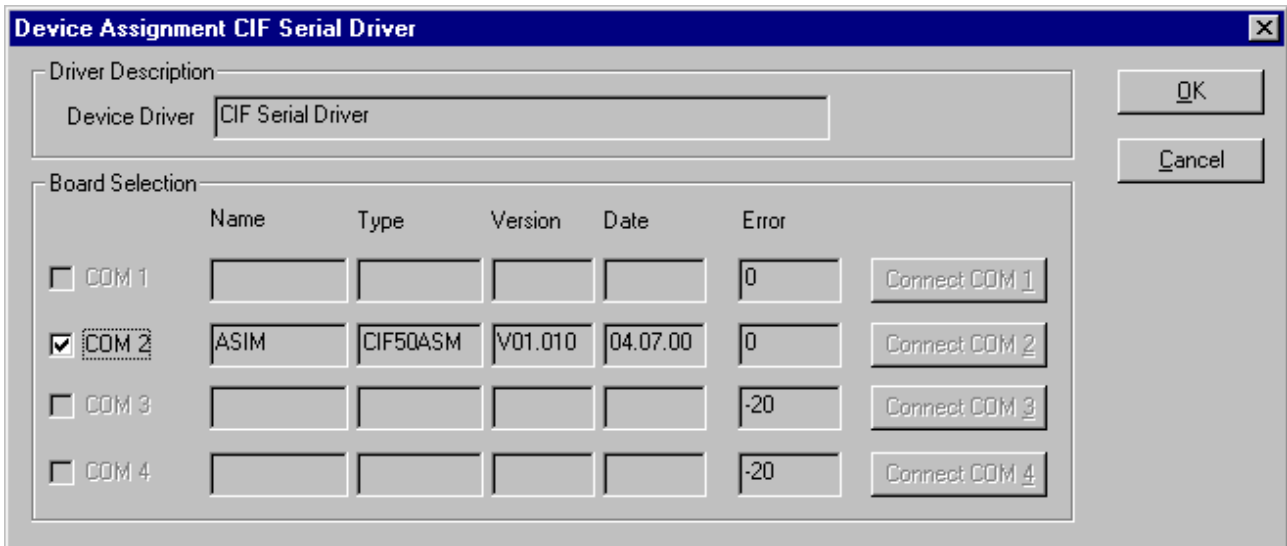 Device Assignment CIF Serial Driver
Driver Description
Device Driver CIF Serial Driver
OK
Cancel
Board Selection
Name Type Version Date Error
COM 1 0 Connect COM 1
COM 2 ASIM CIF50ASM V01.010 04.07.00 0 Connect COM 2
COM 3 -20 Connect COM 3
COM 4 -20 Connect COM 4